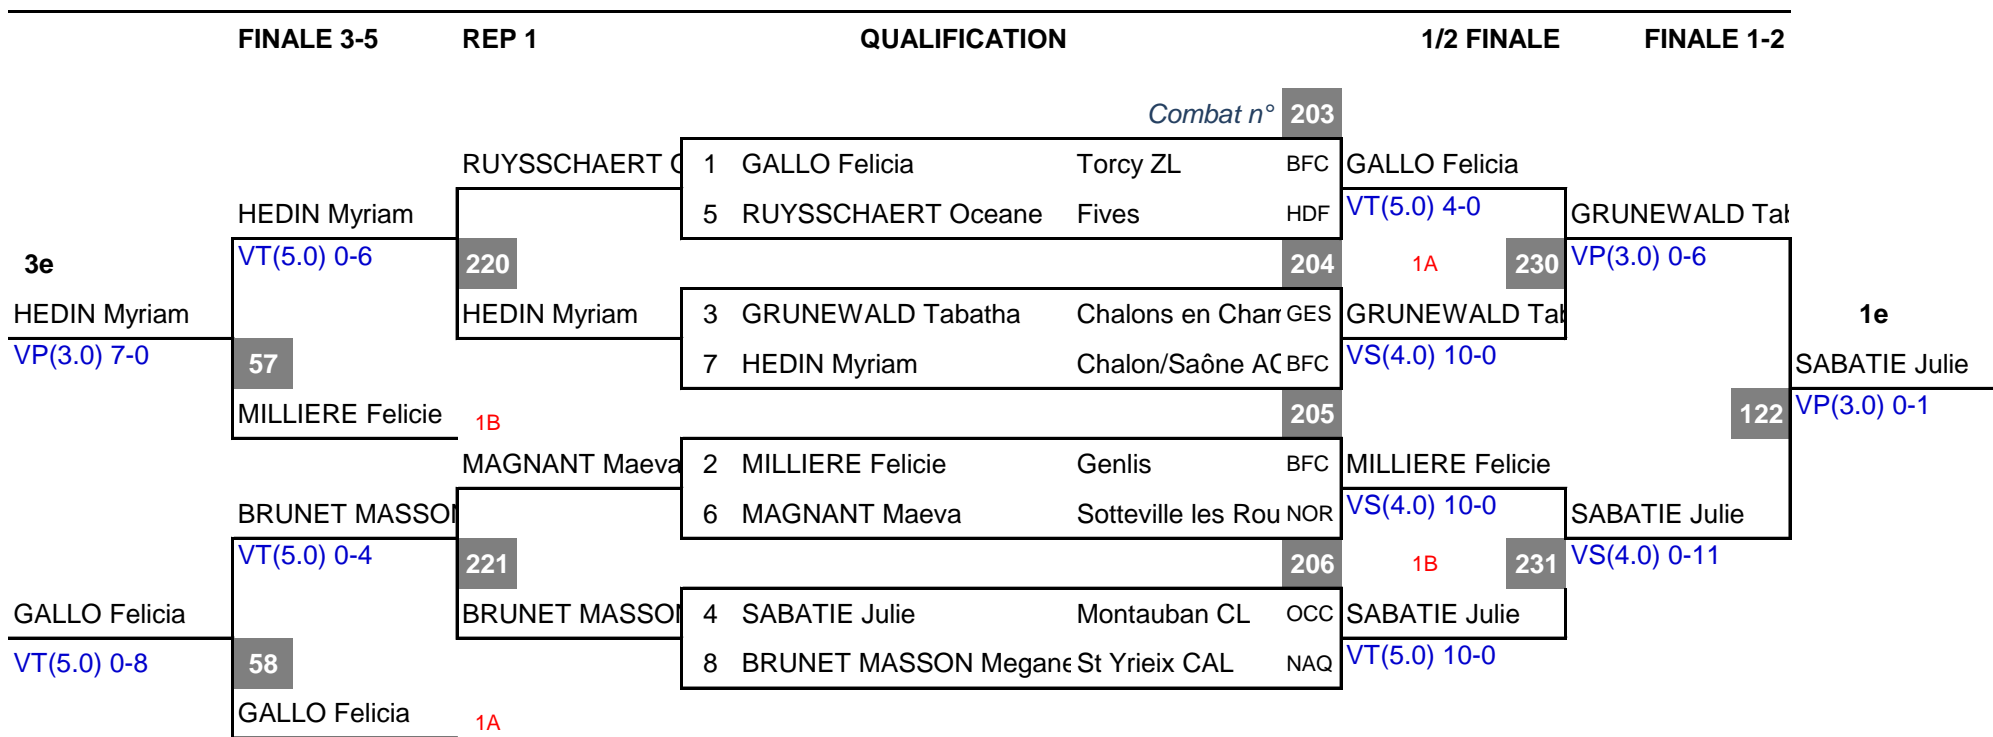 FINALE 3-5 REP 1 QUALIFICATION 1/2 FINALE FINALE 1-2
Combat n° 203
RUYSSCHAERT 1 GALLO Felicia Torcy ZL BFC GALLO Felicia
HEDIN Myriam 5 RUYSSCHAERT Oceane Fives HDF VT(5.0) 4-0 GRUNEWALD Tab
3e VT(5.0) 0-6 220 204 1A 230 VP(3.0) 0-6
HEDIN Myriam HEDIN Myriam 3 GRUNEWALD Tabatha Chalons en Cham GES GRUNEWALD Tab 1e
VP(3.0) 7-0 57 7 HEDIN Myriam Chalon/Saône AC BFC VS(4.0) 10-0 SABATIE Julie
MILLIERE Felicie 1B 205 122 VP(3.0) 0-1
MAGNANT Maeva 2 MILLIERE Felicie Genlis BFC MILLIERE Felicie
BRUNET MASSON 6 MAGNANT Maeva Sotteville les Rou NOR VS(4.0) 10-0 SABATIE Julie
VT(5.0) 0-4 221 206 1B 231 VS(4.0) 0-11
GALLO Felicia BRUNET MASSON 4 SABATIE Julie Montauban CL OCC SABATIE Julie
VT(5.0) 0-8 58 8 BRUNET MASSON Megane St Yrieix CAL NAQ VT(5.0) 10-0
GALLO Felicia 1A